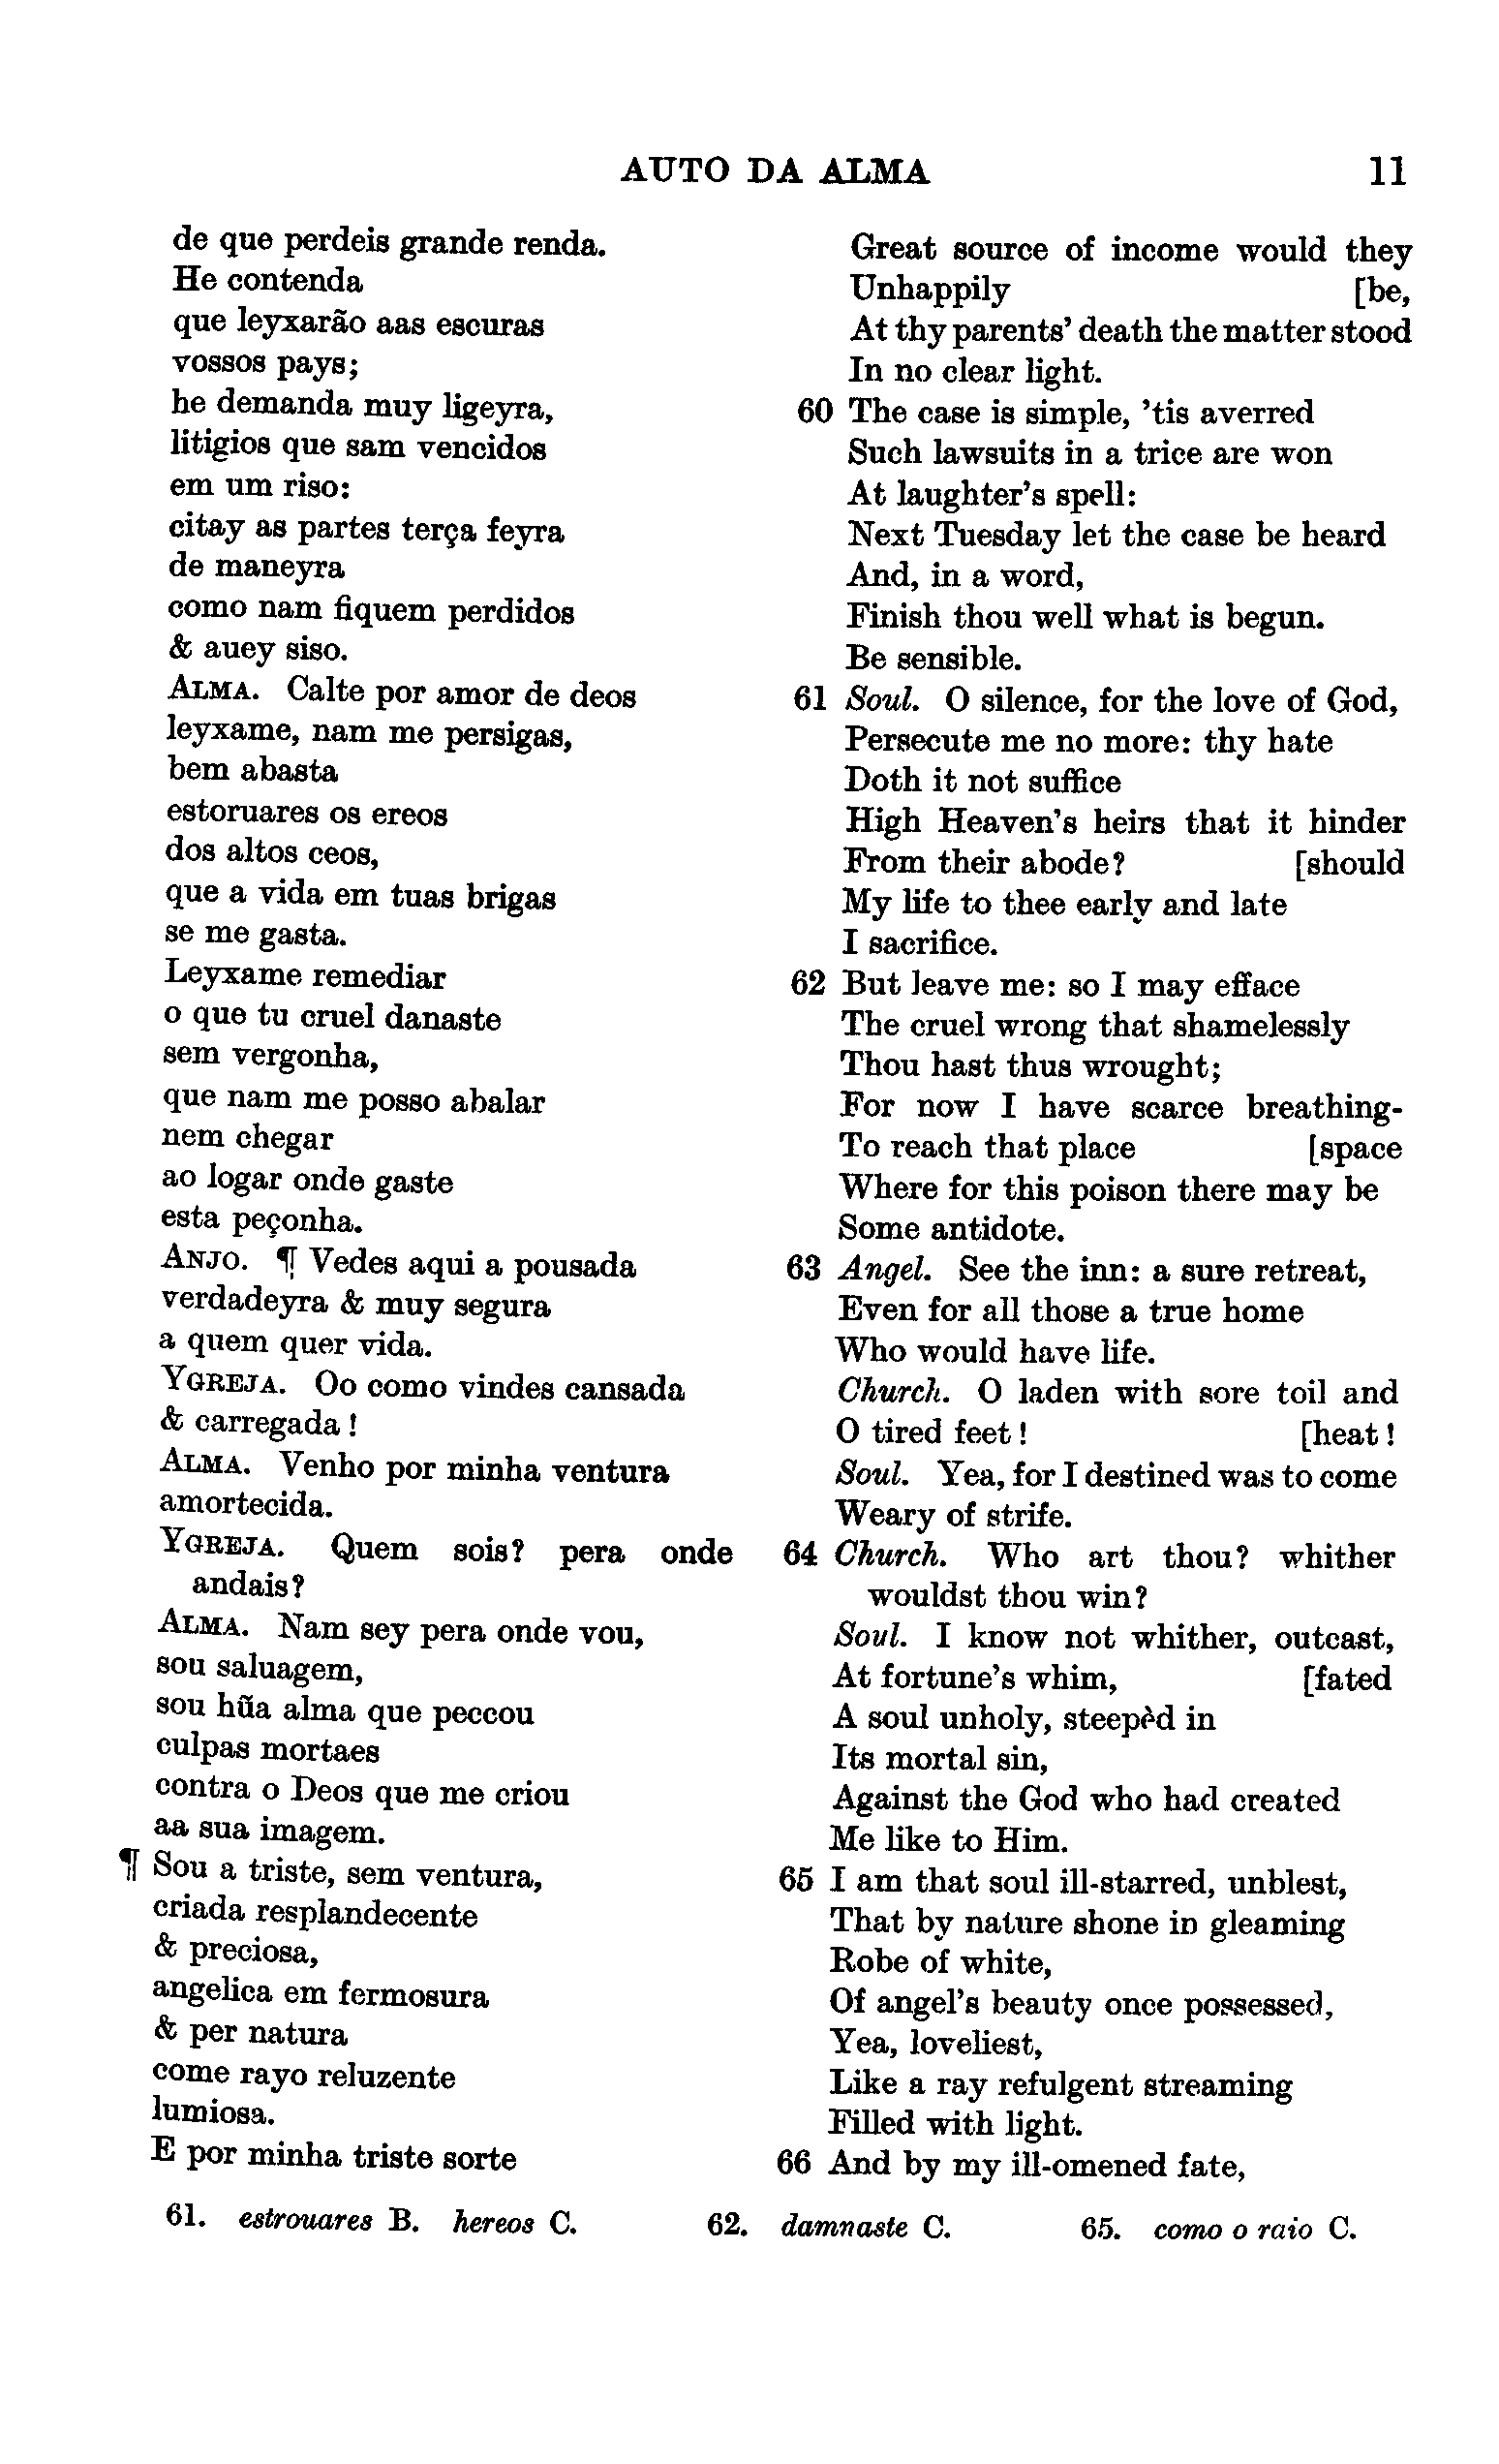 AUTO DA ALMA 11
de que perdeis grande renda.
He contenda
que leyxarão aas escuras
vossos pays;
he demanda muy ligeyra,
litigios que sam vencidos
em um riso:
citay as partes terça feyra
de maneyra
como nam fiquem perdidos
& auey siso.
ALMA. Calte por amor de deos
leyxame, nam me persigas,
bem abasta
estoruares os ereos
dos altos ceos,
que a vida em tuas brigas
se me gasta.
Leyxame remediar
o que tu cruel danaste
sem vergonha,
que nam me posso abalar
nem chegar
ao logar onde gaste
esta peçonha.
ANJO. ¶ Vedes aqui a pousada
verdadeyra & muy segura
a quem quer vida.
YGREJA. Oo como vindes cansada
& carregada!
ALMA. Venho por minha ventura
amortecida.
YGREJA. Quem sois? pera onde
andais?
ALMA. Nam sey pera onde vou,
sou saluagem,
sou hũa alma que peccou
culpas mortaes
contra o Deos que me criou
aa sua imagem.
¶ Sou a triste, sem ventura,
criada resplandecente
& preciosa,
angelica em fermosura
& per natura
come rayo reluzente
lumiosa.
E por minha triste sorte
Great source of income would they
Unhappily [be,
At thy parents' death the matter stood
In no clear light.
60 The case is simple, 'tis averred
Such lawsuits in a trice are won
At laughter's spell:
Next Tuesday let the case be heard
And, in a word,
Finish thou well what is begun.
Be sensible.
61 Soul. O silence, for the love of God,
Persecute me no more: thy hate
Doth it not suffice
High Heaven's heirs that it hinder
From their abode? [should
My life to thee early and late
I sacrifice.
62 But leave me: so I may efface
The cruel wrong that shamelessly
Thou hast thus wrought;
For now I have scarce breathing-
To reach that place [space
Where for this poison there may be
Some antidote.
63 Angel. See the inn: a sure retreat,
Even for all those a true home
Who would have life.
Church. O laden with sore toil and
O tired feet! [heat!
Soul. Yea, for I destined was to come
Weary of strife.
64 Church. Who art thou? whither
wouldst thou win?
Soul. I know not whither, outcast,
At fortune's whim, [fated
A soul unholy, steepèd in
Its mortal sin,
Against the God who had created
Me like to Him.
65 I am that soul ill-starred, unblest,
That by nature shone in gleaming
Robe of white,
Of angel's beauty once possessed,
Yea, loveliest,
Like a ray refulgent streaming
Filled with light.
66 And by my ill-omened fate,
61. estrouares B. hereos C. 62. damnaste C. 65. como o raio C.